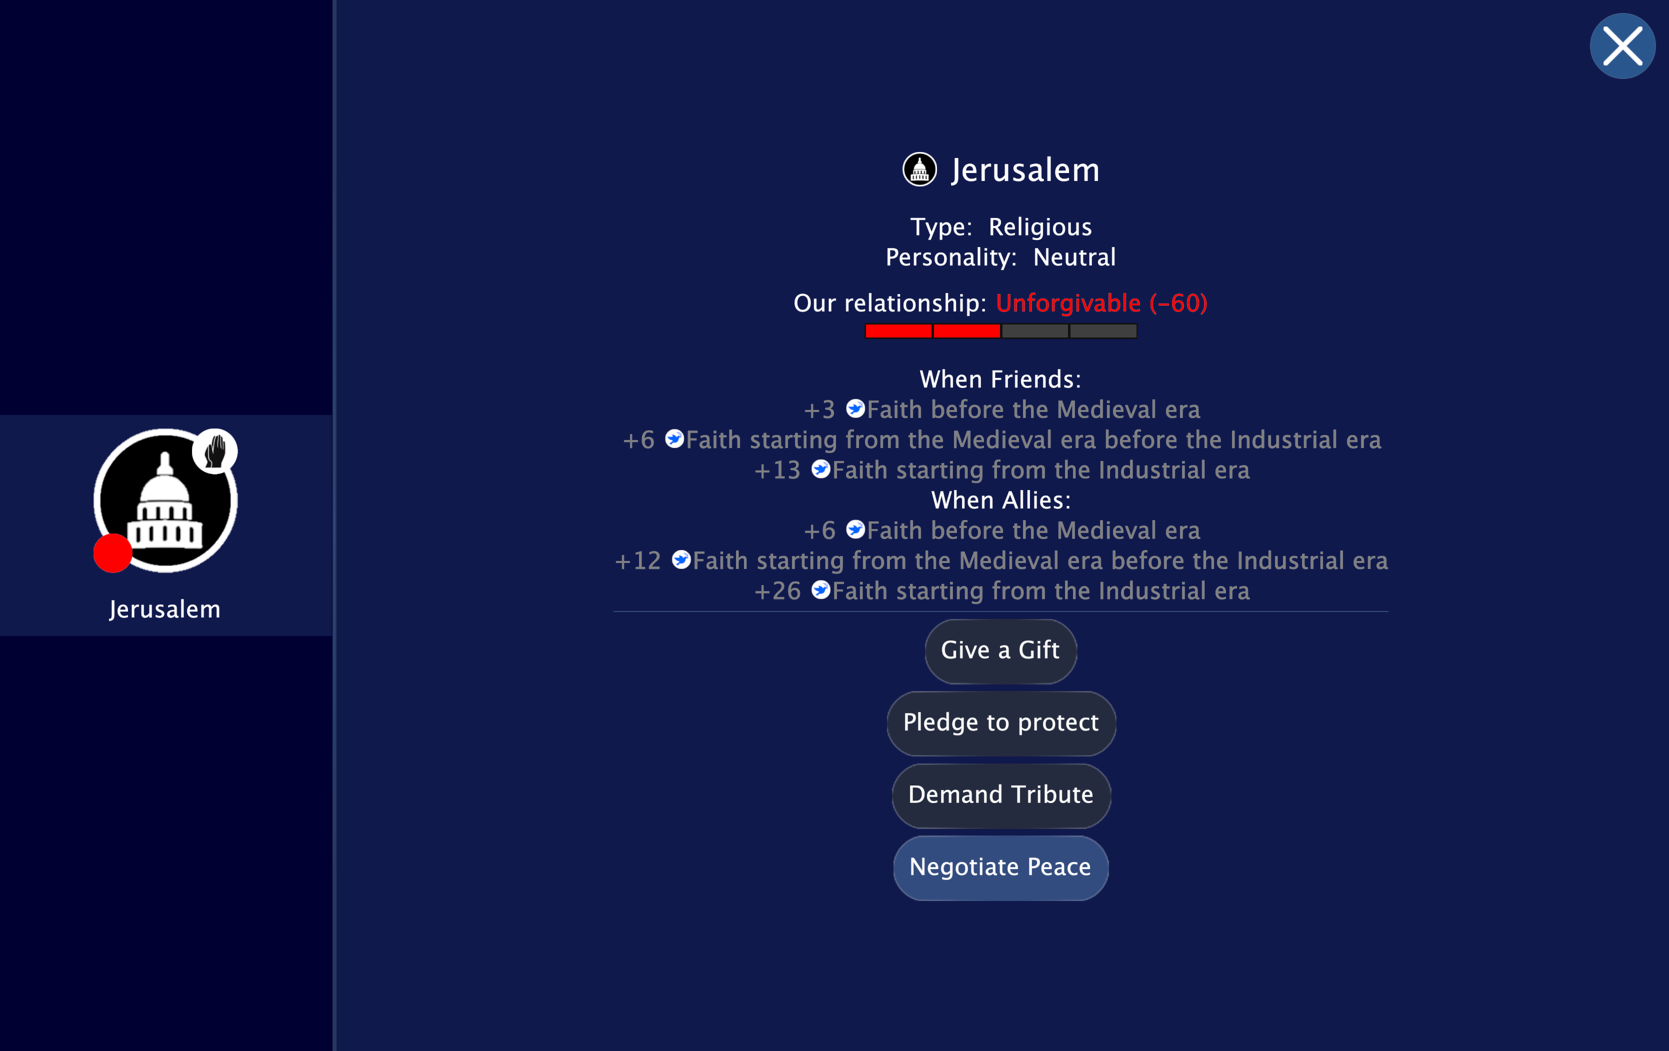 Jerusalem
Jerusalem
Type: Religious
Personality: Neutral
Our relationship: Unforgivable (-60)
When Friends:
+3 Faith before the Medieval era
+6 Faith starting from the Medieval era before the Industrial era
+13 Faith starting from the Industrial era
When Allies:
+6 Faith before the Medieval era
+12 Faith starting from the Medieval era before the Industrial era
+26 Faith starting from the Industrial era
Give a Gift
Pledge to protect
Demand Tribute
Negotiate Peace